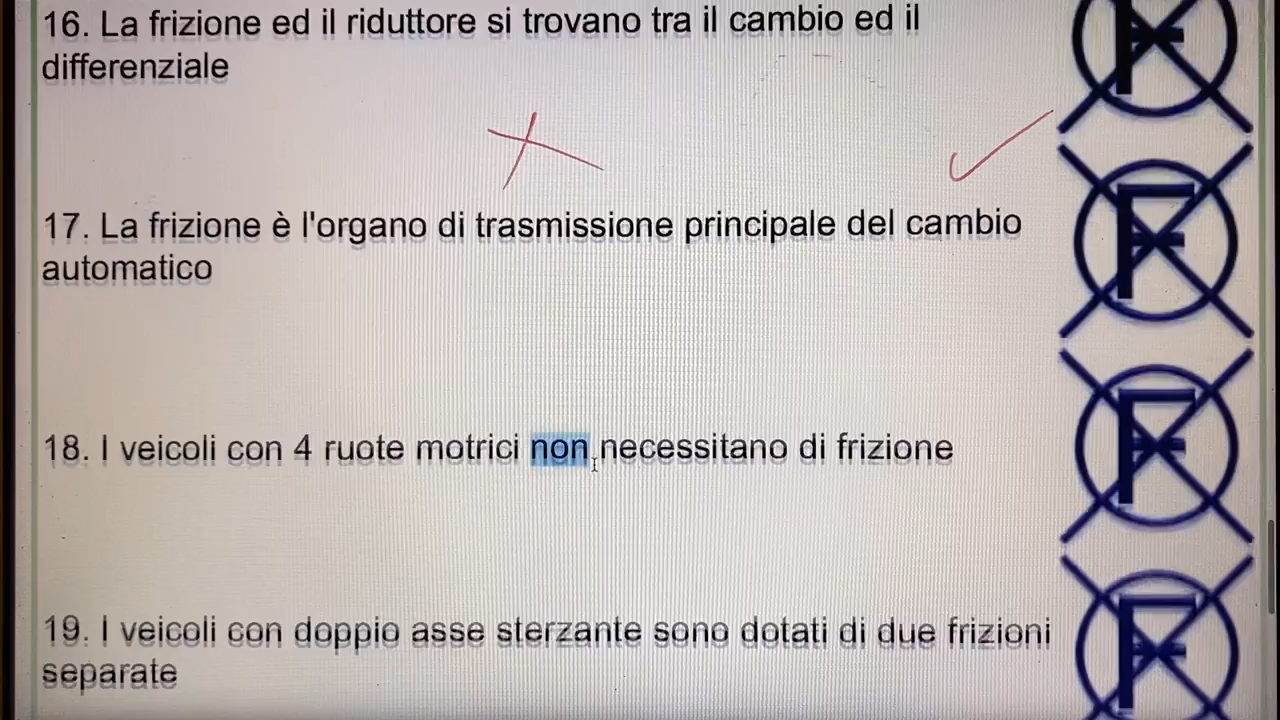 16. La frizione ed il riduttore si trovano tra il cambio ed il
differenziale
F
17. La frizione è l'organo di trasmissione principale del cambio
automatico
F
18. I veicoli con 4 ruote motrici non necessitano di frizione
F
19. I veicoli con doppio asse sterzante sono dotati di due frizioni
separate
F